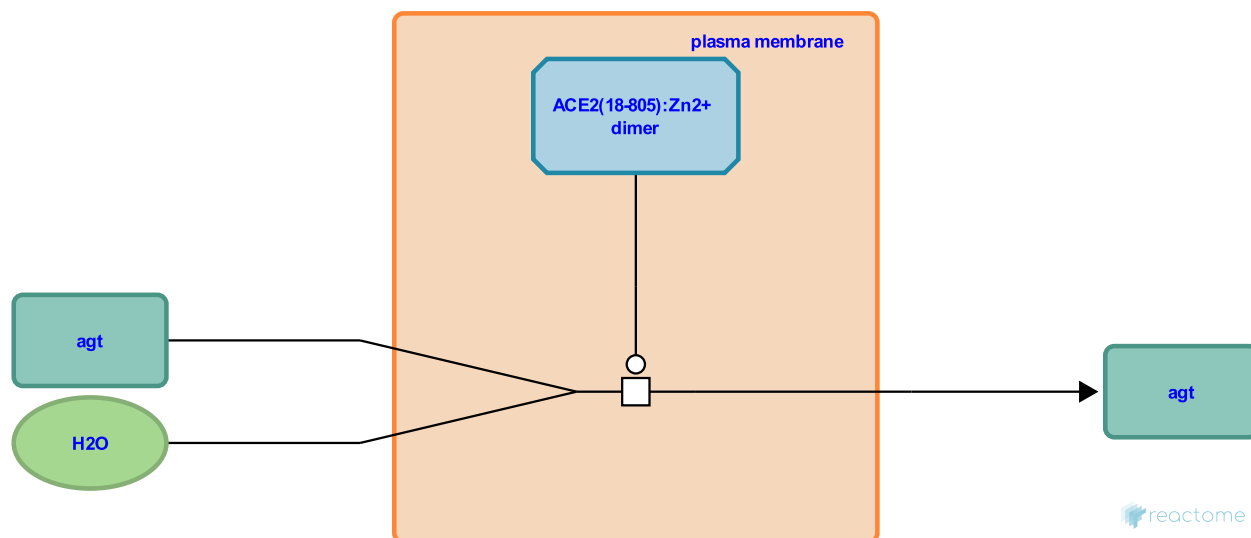 plasma membrane
ACE2(18-805):Zn2+
dimer
agt
H2O
agt
reactome